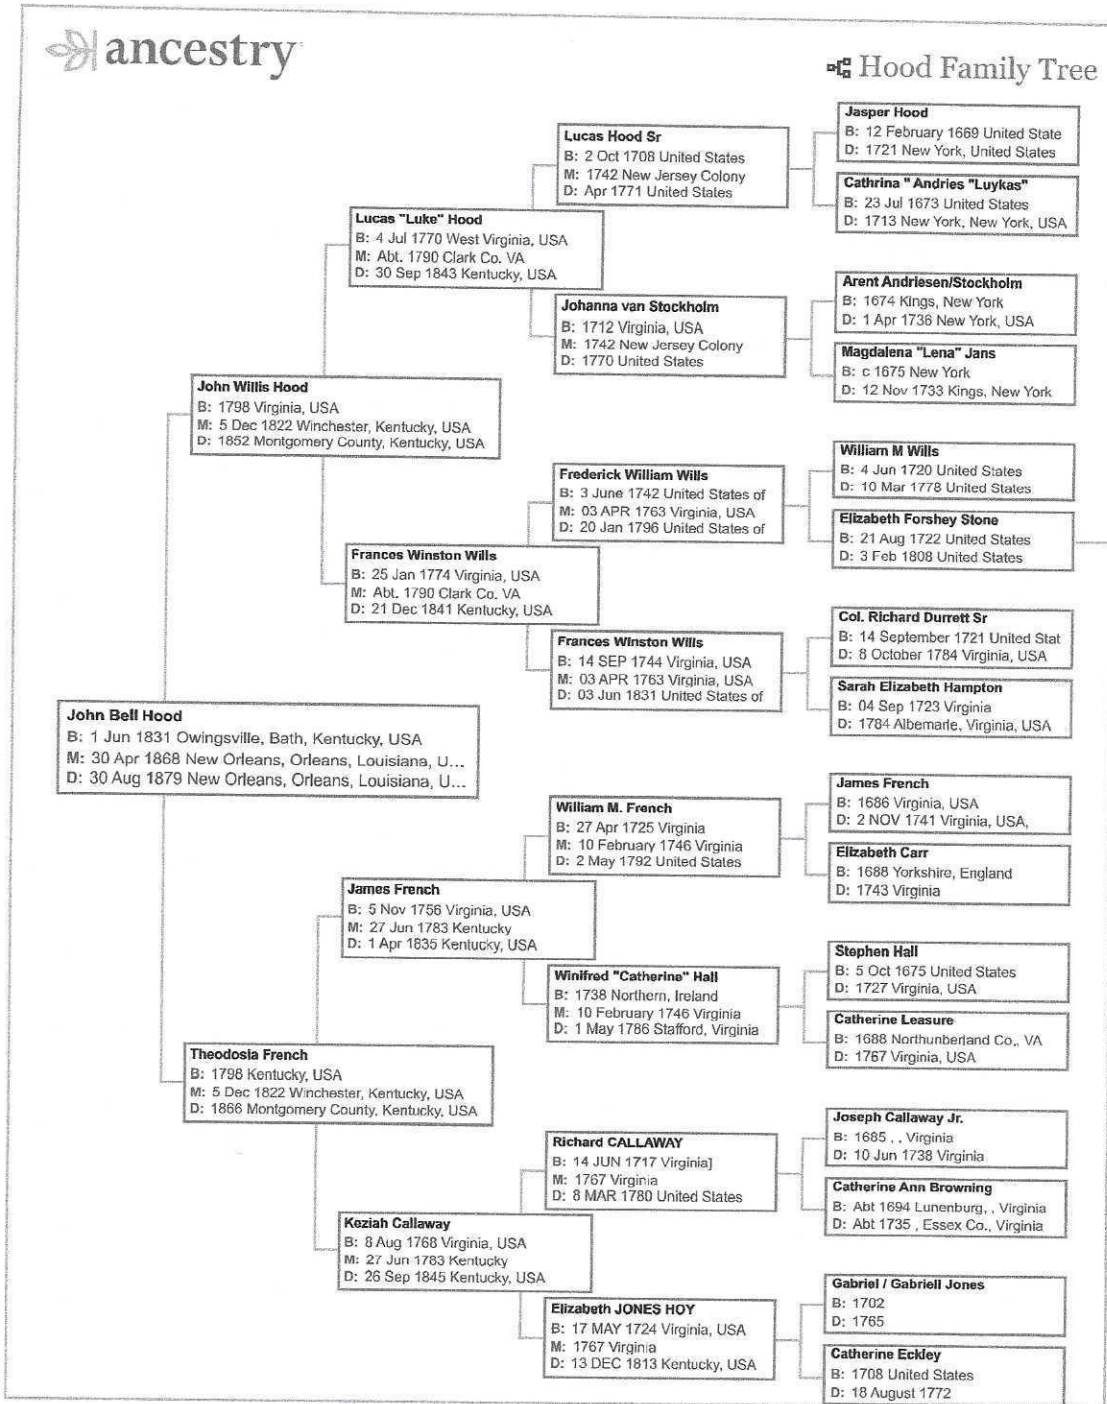 ancestry
Hood Family Tree
Jasper Hood
B: 12 February 1669 United State
D: 1721 New York, United States
Lucas Hood Sr
B: 2 Oct 1708 United States
M: 1742 New Jersey Colony
D: Apr 1771 United States
Cathrina " Andries "Luykas"
B: 23 Jul 1673 United States
D: 1713 New York, New York, USA
Lucas "Luke" Hood
B: 4 Jul 1770 West Virginia, USA
M: Abt. 1790 Clark Co. VA
D: 30 Sep 1843 Kentucky, USA
Arent Andriesen/Stockholm
B: 1674 Kings, New York
D: 1 Apr 1736 New York, USA
Johanna van Stockholm
B: 1712 Virginia, USA
M: 1742 New Jersey Colony
D: 1770 United States
Magdalena "Lena" Jans
B: c 1675 New York
D: 12 Nov 1733 Kings, New York
John Willis Hood
B: 1798 Virginia, USA
M: 5 Dec 1822 Winchester, Kentucky, USA
D: 1852 Montgomery County, Kentucky, USA
William M Wills
B: 4 Jun 1720 United States
D: 10 Mar 1778 United States
Frederick William Wills
B: 3 June 1742 United States of
M: 03 APR 1763 Virginia, USA
D: 20 Jan 1796 United States of
Elizabeth Forshey Stone
B: 21 Aug 1722 United States
D: 3 Feb 1808 United States
Frances Winston Wills
B: 25 Jan 1774 Virginia, USA
M: Abt. 1790 Clark Co. VA
D: 21 Dec 1841 Kentucky, USA
Col. Richard Durrett Sr
B: 14 September 1721 United Stat
D: 8 October 1784 Virginia, USA
Frances Winston Wills
B: 14 SEP 1744 Virginia, USA
M: 03 APR 1763 Virginia, USA
D: 03 Jun 1831 United States of
Sarah Elizabeth Hampton
B: 04 Sep 1723 Virginia
D: 1784 Albemarle, Virginia, USA
John Bell Hood
B: 1 Jun 1831 Owingsville, Bath, Kentucky, USA
M: 30 Apr 1868 New Orleans, Orleans, Louisiana, U...
D: 30 Aug 1879 New Orleans, Orleans, Louisiana, U...
James French
B: 1686 Virginia, USA
D: 2 NOV 1741 Virginia, USA,
William M. French
B: 27 Apr 1725 Virginia
M: 10 February 1746 Virginia
D: 2 May 1792 United States
Elizabeth Carr
B: 1688 Yorkshire, England
D: 1743 Virginia
James French
B: 5 Nov 1756 Virginia, USA
M: 27 Jun 1783 Kentucky
D: 1 Apr 1835 Kentucky, USA
Stephen Hall
B: 5 Oct 1675 United States
D: 1727 Virginia, USA
Winifred "Catherine" Hall
B: 1738 Northern, Ireland
M: 10 February 1746 Virginia
D: 1 May 1786 Stafford, Virginia
Catherine Leasure
B: 1688 Northunberland Co,, VA
D: 1767 Virginia, USA
Theodosia French
B: 1798 Kentucky, USA
M: 5 Dec 1822 Winchester, Kentucky, USA
D: 1866 Montgomery County, Kentucky, USA
Joseph Callaway Jr.
B: 1685 , , Virginia
D: 10 Jun 1738 Virginia
Richard CALLAWAY
B: 14 JUN 1717 Virginia]
M: 1767 Virginia
D: 8 MAR 1780 United States
Catherine Ann Browning
B: Abt 1694 Lunenburg, , Virginia
D: Abt 1735 , Essex Co., Virginia
Keziah Callaway
B: 8 Aug 1768 Virginia, USA
M: 27 Jun 1783 Kentucky
D: 26 Sep 1845 Kentucky, USA
Gabriel / Gabriell Jones
B: 1702
D: 1765
Elizabeth JONES HOY
B: 17 MAY 1724 Virginia, USA
M: 1767 Virginia
D: 13 DEC 1813 Kentucky, USA
Catherine Eckley
B: 1708 United States
D: 18 August 1772